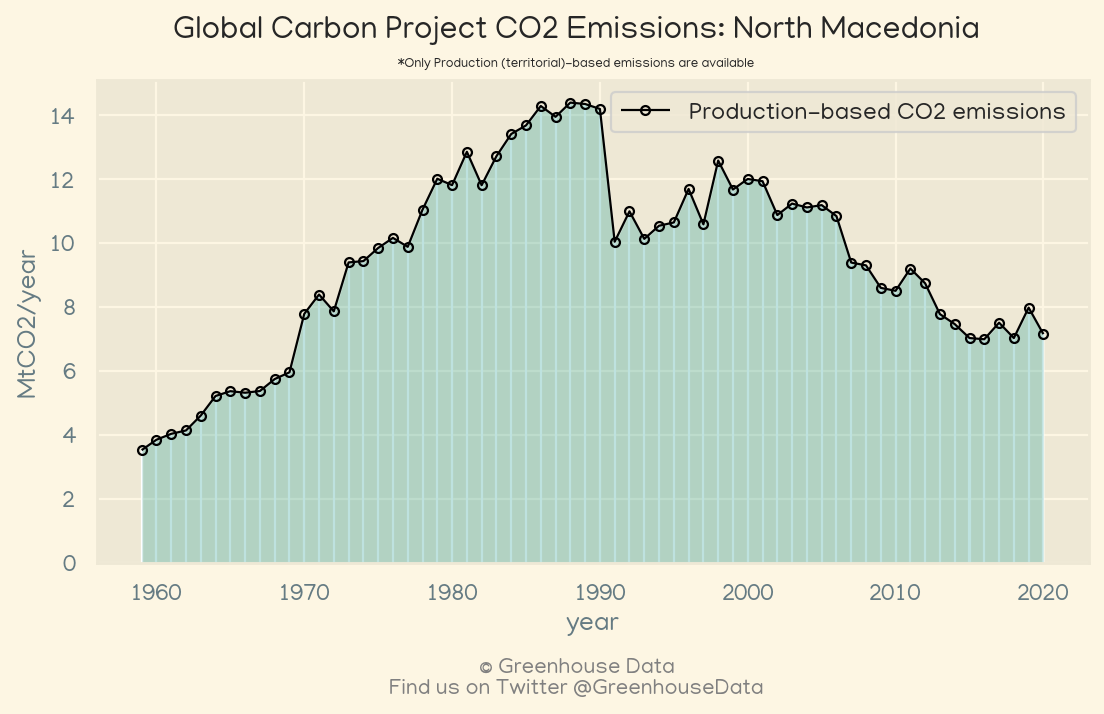 Global Carbon Project CO2 Emissions: North Macedonia
*Only Production (territorial)-based emissions are available
Production-based CO2 emissions
14
12
10
8
6
4
2
0
MtCO2/year
1960 1970 1980 1990 2000 2010 2020
year
© Greenhouse Data
Find us on Twitter @GreenhouseData